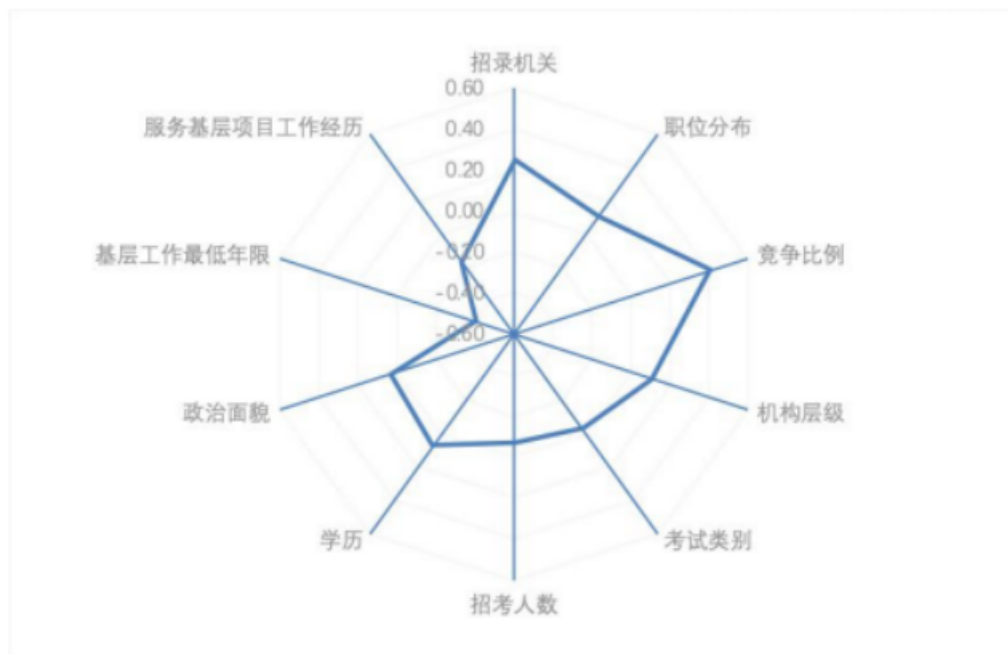 招录机关
0.60
服务基层项目工作经历
0.40
职位分布
0.20
0.00
基层工作最低年限
-0.20
竞争比例
-0.40
-0.60
政治面貌
机构层级
学历
考试类别
招考人数